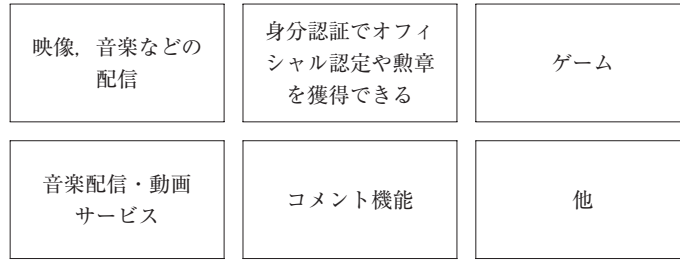 映像，音楽などの
配信
身分認証でオフィ
シャル認定や勲章
を獲得できる
ゲーム
音楽配信・動画
サービス
コメント機能
他